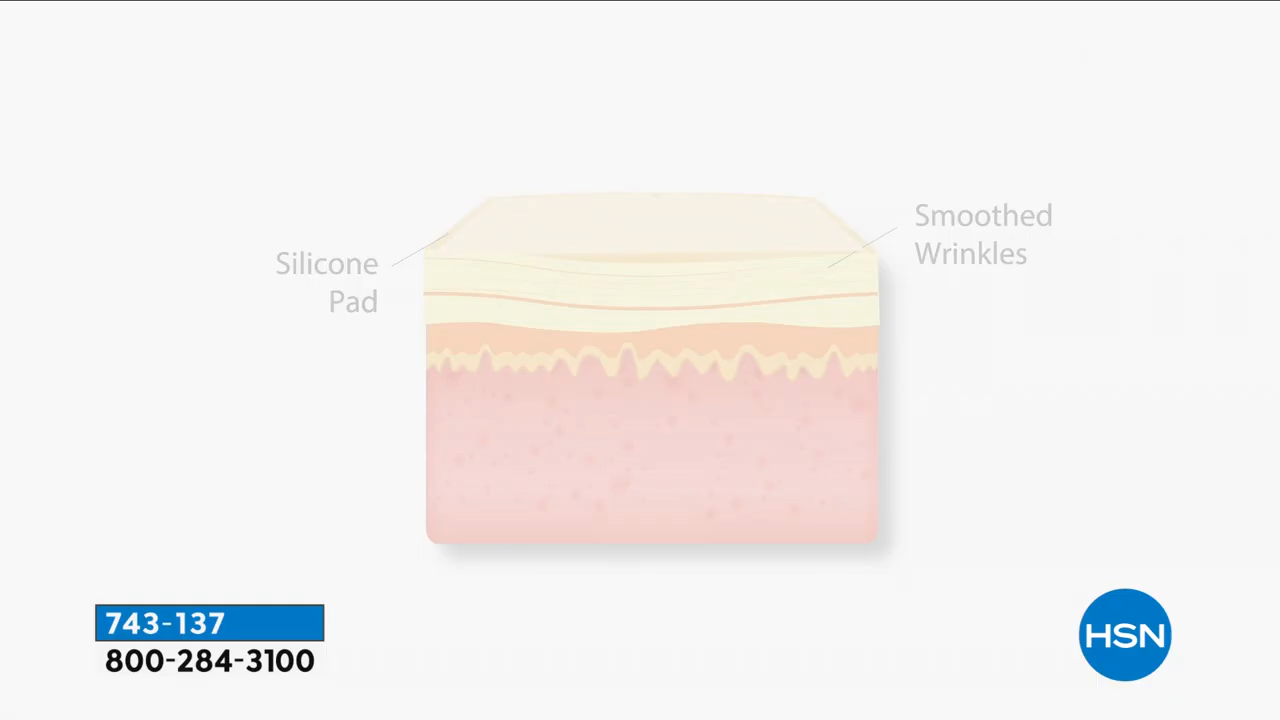 Silicone
Pad
Smoothed
Wrinkles
743-137
800-284-3100
HSN